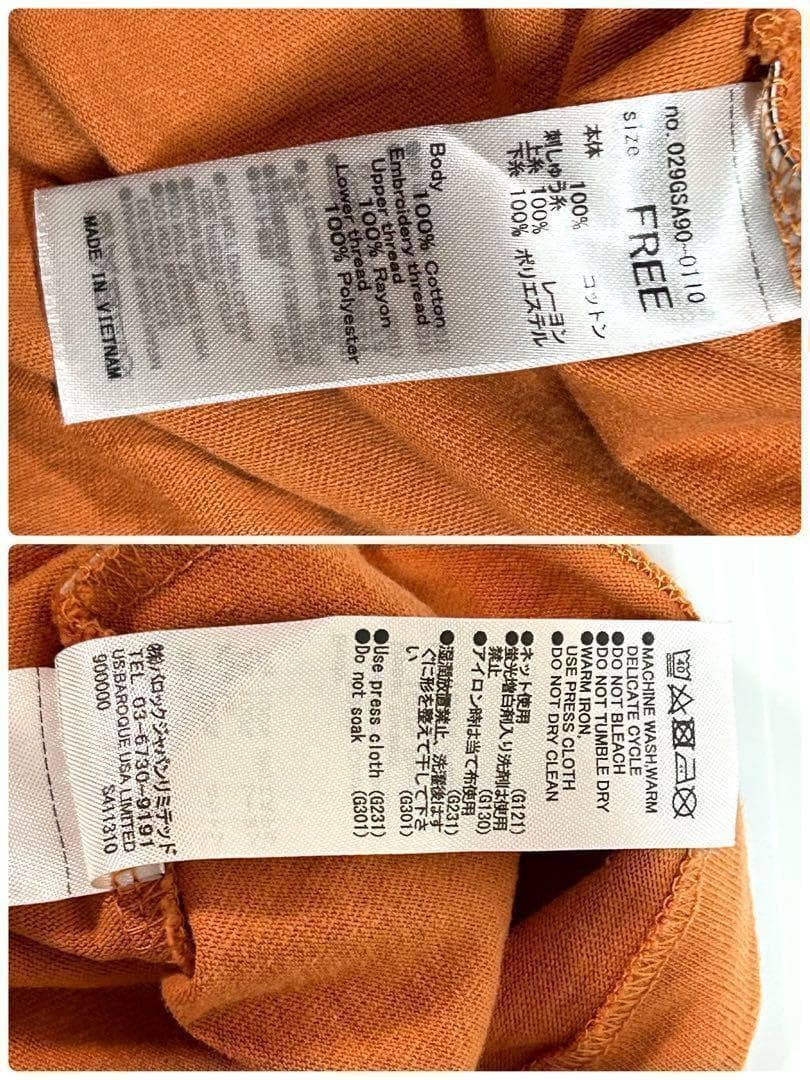 no. 029GSA90-0110
size FREE
本体
100% コットン
刺しゅう糸
上糸 100% レーヨン
下糸 100% ポリエステル
Body
100% Cotton
Embroidery thread
Upper thread
100% Rayon
Lower thread
100% Polyester
MADE IN VIETNAM
40
●MACHINE WASH,WARM
DELICATE CYCLE
●DO NOT BLEACH
●DO NOT TUMBLE DRY
●WARM IRON
USE PRESS CLOTH
●DO NOT DRY CLEAN
●ネット使用 (G121)
●蛍光増白剤入り洗剤は使用
禁止 (G130)
●アイロン時は当て布使用
(G231)
●湿潤放置禁止、洗濯後はす
ぐに形を整えて干して下さ
い (G301)
●Use press cloth (G231)
●Do not soak (G301)
㈱バロックジャパンリミテッド
TEL 03-6730-9191
US:BAROQUE USA LIMITED
900000 SA11310